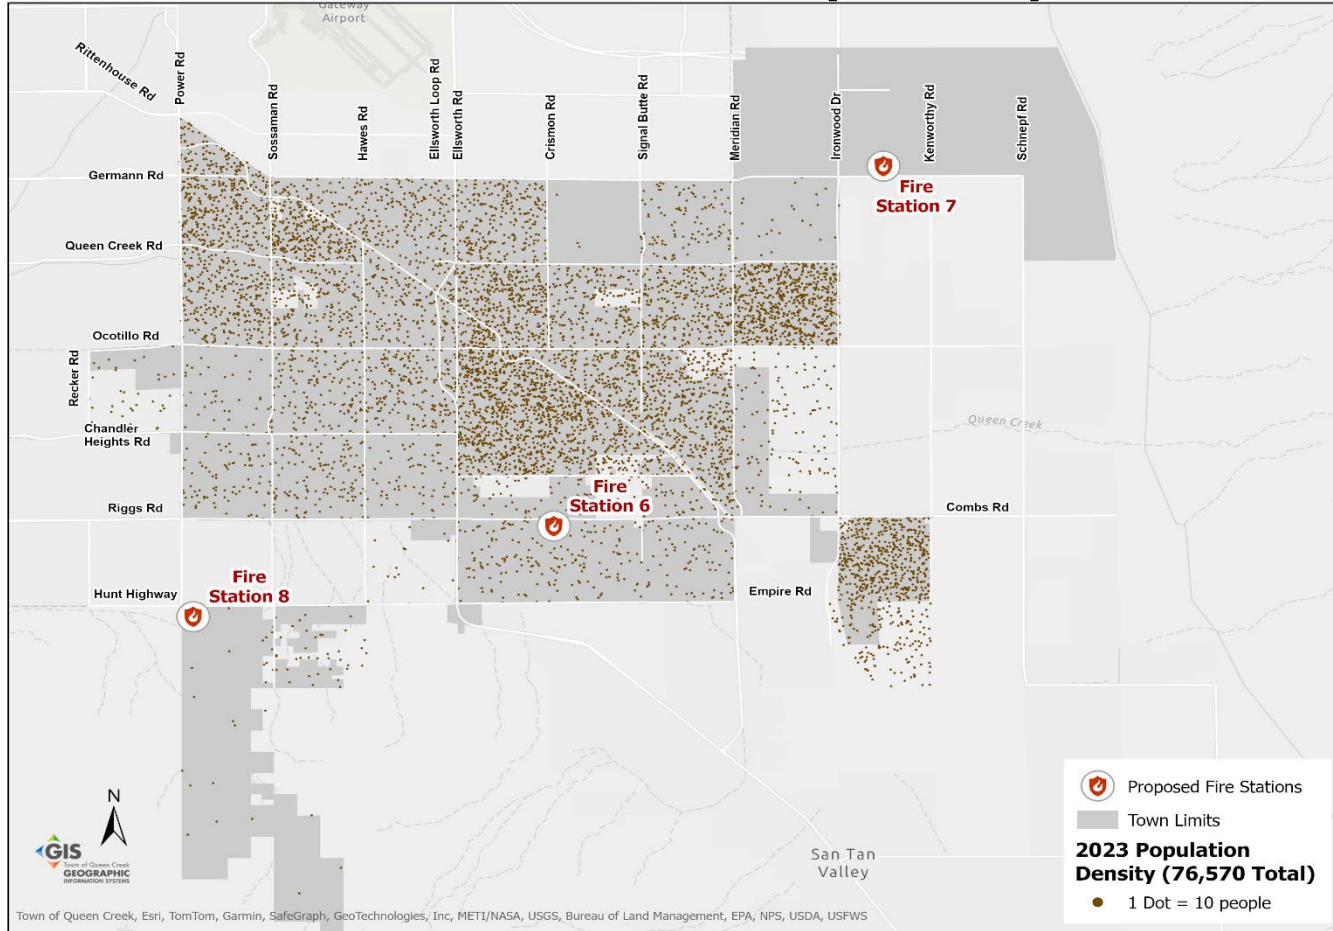 Gateway
Airport
Rittenhouse Rd
Power Rd
Sossaman Rd
Hawes Rd
Ellsworth Loop Rd
Ellsworth Rd
Crismon Rd
Signal Butte Rd
Meridian Rd
Ironwood Dr
Kenworthy Rd
Schnepf Rd
Germann Rd
Fire
Station 7
Queen Creek Rd
Ocotillo Rd
Recker Rd
Chandler
Heights Rd
Queen Creek
Riggs Rd
Fire
Station 6
Combs Rd
Hunt Highway
Fire
Station 8
Empire Rd
San Tan
Valley
N
GIS
Town of Queen Creek
GEOGRAPHIC
INFORMATION SYSTEMS
Proposed Fire Stations
Town Limits
2023 Population
Density (76,570 Total)
1 Dot = 10 people
Town of Queen Creek, Esri, TomTom, Garmin, SafeGraph, GeoTechnologies, Inc, METI/NASA, USGS, Bureau of Land Management, EPA, NPS, USDA, USFWS